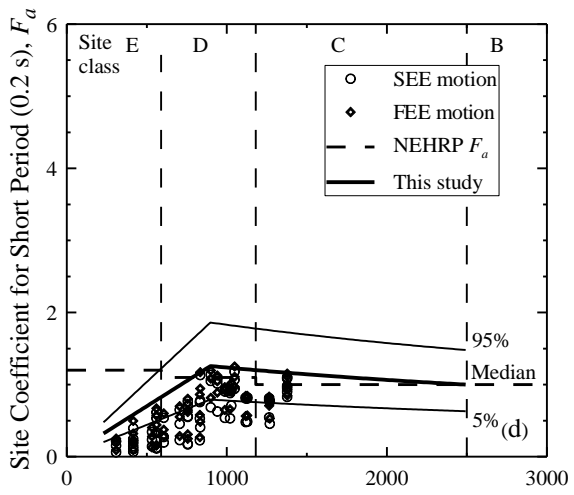 Site Coefficient for Short Period (0.2 s), Fa
6
4
2
0
Site class
E
D
C
B
SEE motion
FEE motion
NEHRP Fa
This study
95%
Median
5%
(d)
0
1000
2000
3000